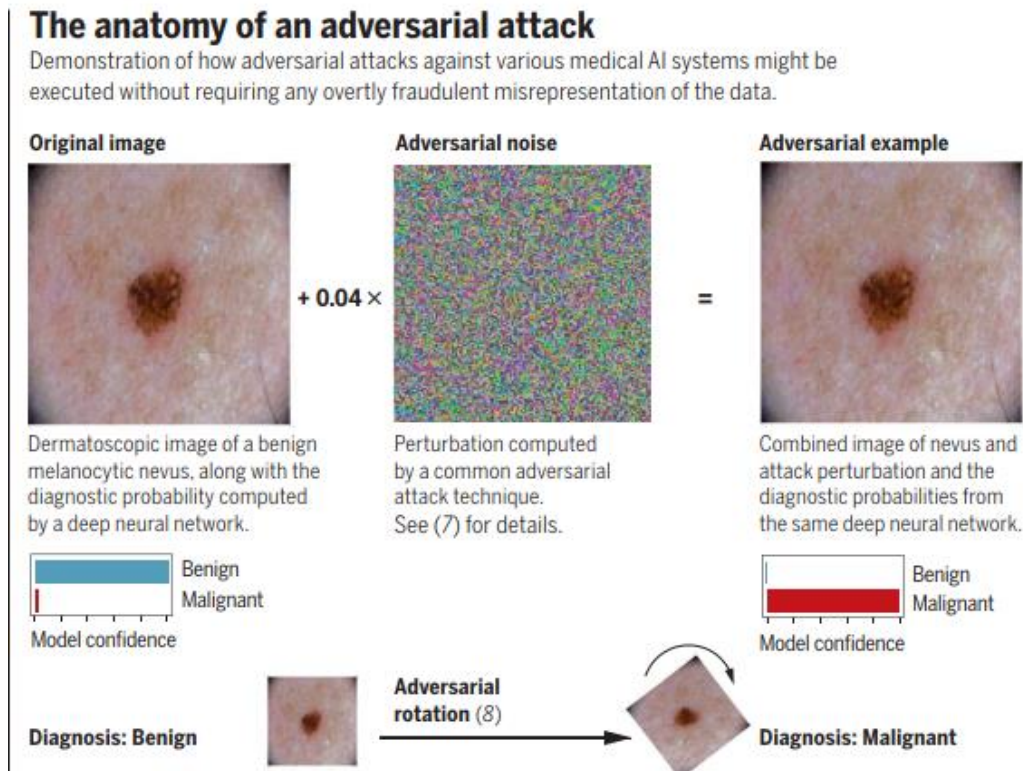 The anatomy of an adversarial attack
Demonstration of how adversarial attacks against various medical AI systems might be
executed without requiring any overtly fraudulent misrepresentation of the data.
Original image
Adversarial noise
Adversarial example
+ 0.04 ×
=
Dermatoscopic image of a benign
melanocytic nevus, along with the
diagnostic probability computed
by a deep neural network.
Perturbation computed
by a common adversarial
attack technique.
See (7) for details.
Combined image of nevus and
attack perturbation and the
diagnostic probabilities from
the same deep neural network.
Benign
Malignant
Model confidence
Benign
Malignant
Model confidence
Adversarial
rotation (8)
Diagnosis: Benign
Diagnosis: Malignant